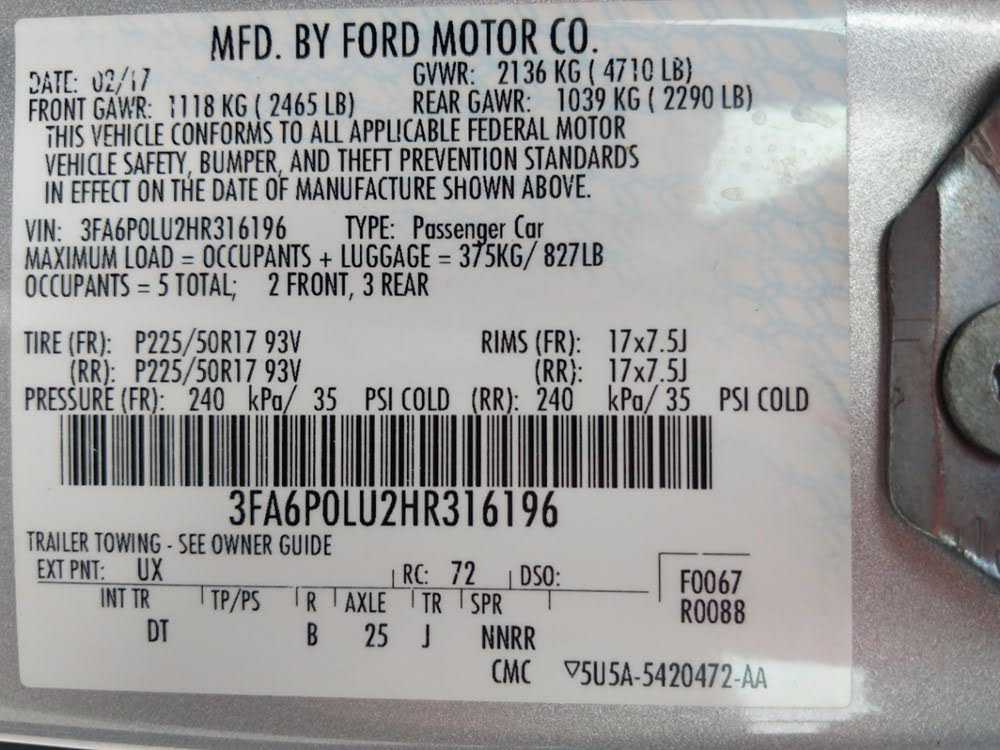 MFD. BY FORD MOTOR CO.
DATE: 02/17 GVWR: 2136 KG ( 4710 LB)
FRONT GAWR: 1118 KG ( 2465 LB) REAR GAWR: 1039 KG ( 2290 LB)
THIS VEHICLE CONFORMS TO ALL APPLICABLE FEDERAL MOTOR
VEHICLE SAFETY, BUMPER, AND THEFT PREVENTION STANDARDS
IN EFFECT ON THE DATE OF MANUFACTURE SHOWN ABOVE.
VIN: 3FA6P0LU2HR316196 TYPE: Passenger Car
MAXIMUM LOAD = OCCUPANTS + LUGGAGE = 375KG/ 827LB
OCCUPANTS = 5 TOTAL; 2 FRONT, 3 REAR
TIRE (FR): P225/50R17 93V RIMS (FR): 17x7.5J
(RR): P225/50R17 93V (RR): 17x7.5J
PRESSURE (FR): 240 kPa/ 35 PSI COLD (RR): 240 kPa/ 35 PSI COLD
3FA6P0LU2HR316196
TRAILER TOWING - SEE OWNER GUIDE
EXT PNT: UX RC: 72 DSO:
F0067
INT TR TP/PS R AXLE TR SPR
R0088
DT B 25 J NNRR
CMC ▽5U5A-5420472-AA